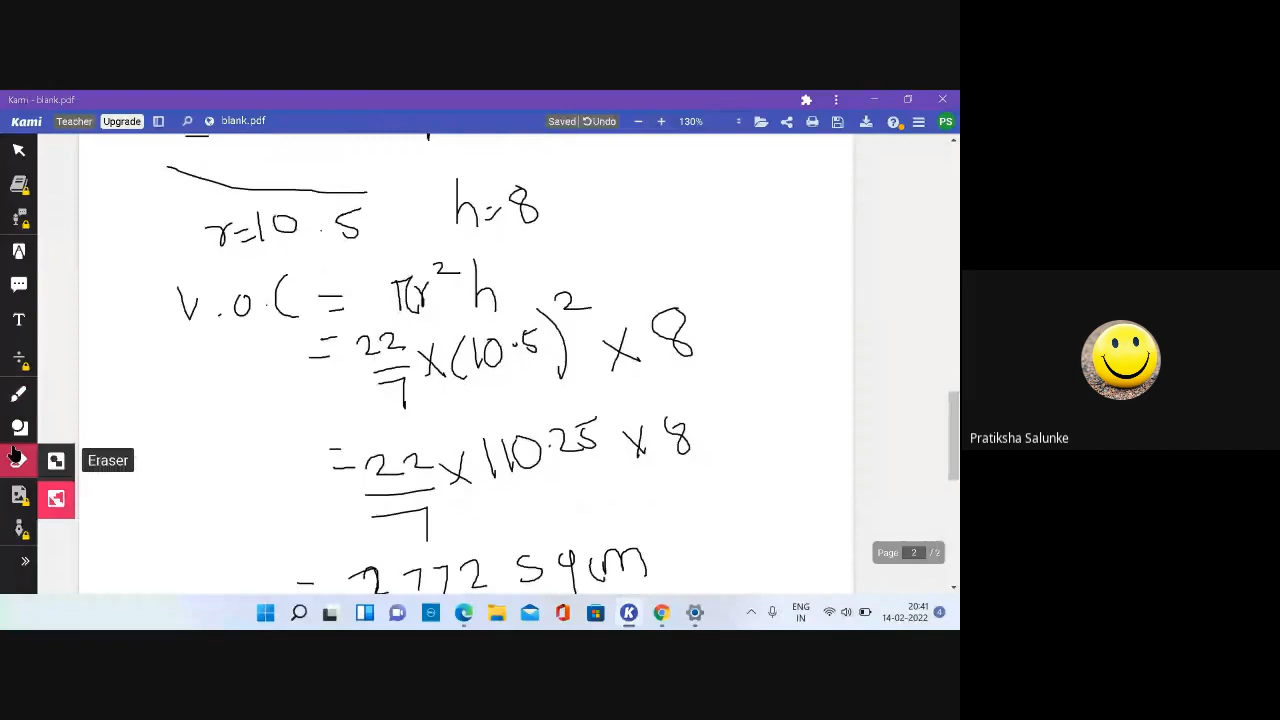 Kami - blank.pdf
Kami Teacher Upgrade blank.pdf Saved Undo 130% PS
r=10.5 h=8
V.O.C = πr²h
= 22/7 × (10.5)² × 8
= 22/7 × 110.25 × 8
Eraser
= 2772 sqcm
Page 2 / 2
Pratiksha Salunke
ENG
IN
20:41
14-02-2022
4